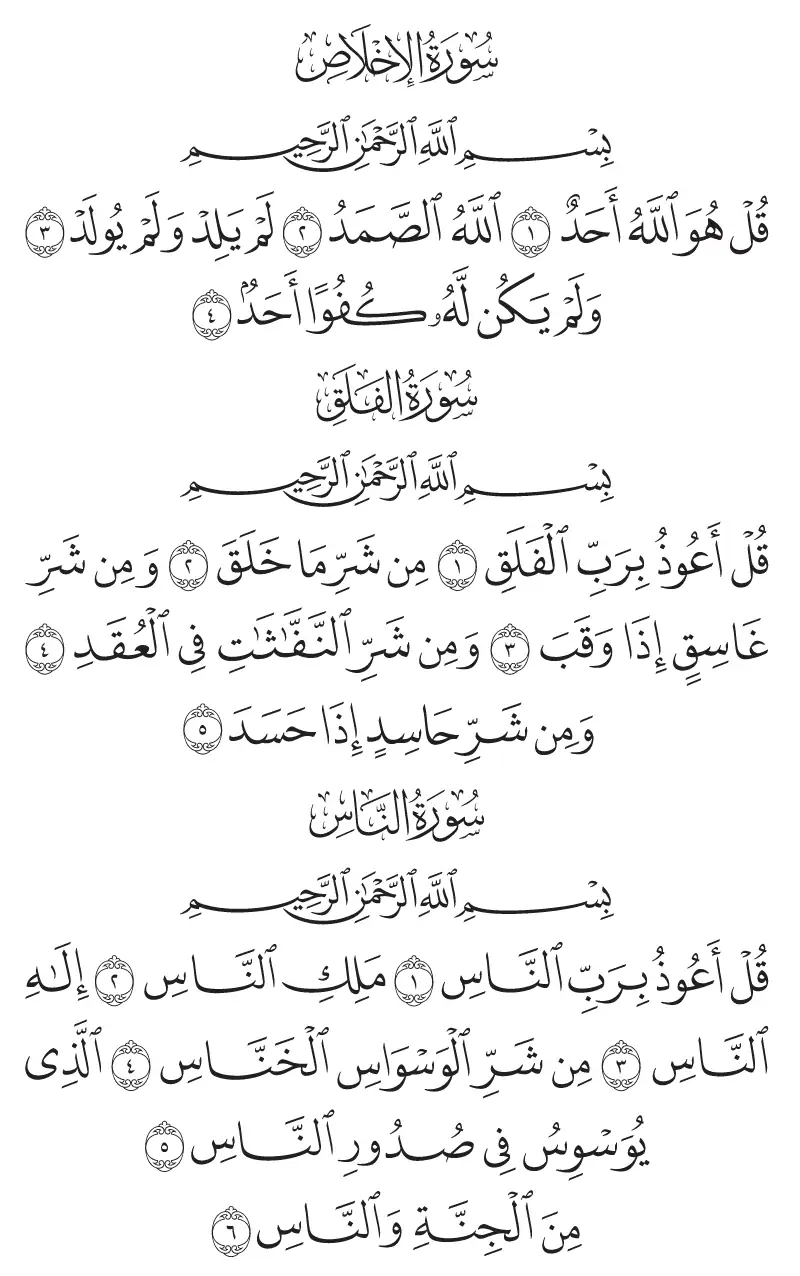 سُورَةُ الإِخْلَاصِ
بِسْمِ ٱللَّهِ ٱلرَّحْمَٰنِ ٱلرَّحِيمِ
قُلْ هُوَ ٱللَّهُ أَحَدٌ ١ ٱللَّهُ ٱلصَّمَدُ ٢ لَمْ يَلِدْ وَلَمْ يُولَدْ ٣
وَلَمْ يَكُن لَّهُۥ كُفُوًا أَحَدٌۢ ٤
سُورَةُ الفَلَقِ
بِسْمِ ٱللَّهِ ٱلرَّحْمَٰنِ ٱلرَّحِيمِ
قُلْ أَعُوذُ بِرَبِّ ٱلْفَلَقِ ١ مِن شَرِّ مَا خَلَقَ ٢ وَمِن شَرِّ
غَاسِقٍ إِذَا وَقَبَ ٣ وَمِن شَرِّ ٱلنَّفَّٰثَٰتِ فِى ٱلْعُقَدِ ٤
وَمِن شَرِّ حَاسِدٍ إِذَا حَسَدَ ٥
سُورَةُ النَّاسِ
بِسْمِ ٱللَّهِ ٱلرَّحْمَٰنِ ٱلرَّحِيمِ
قُلْ أَعُوذُ بِرَبِّ ٱلنَّاسِ ١ مَلِكِ ٱلنَّاسِ ٢ إِلَٰهِ
ٱلنَّاسِ ٣ مِن شَرِّ ٱلْوَسْوَاسِ ٱلْخَنَّاسِ ٤ ٱلَّذِى
يُوَسْوِسُ فِى صُدُورِ ٱلنَّاسِ ٥
مِنَ ٱلْجِنَّةِ وَٱلنَّاسِ ٦